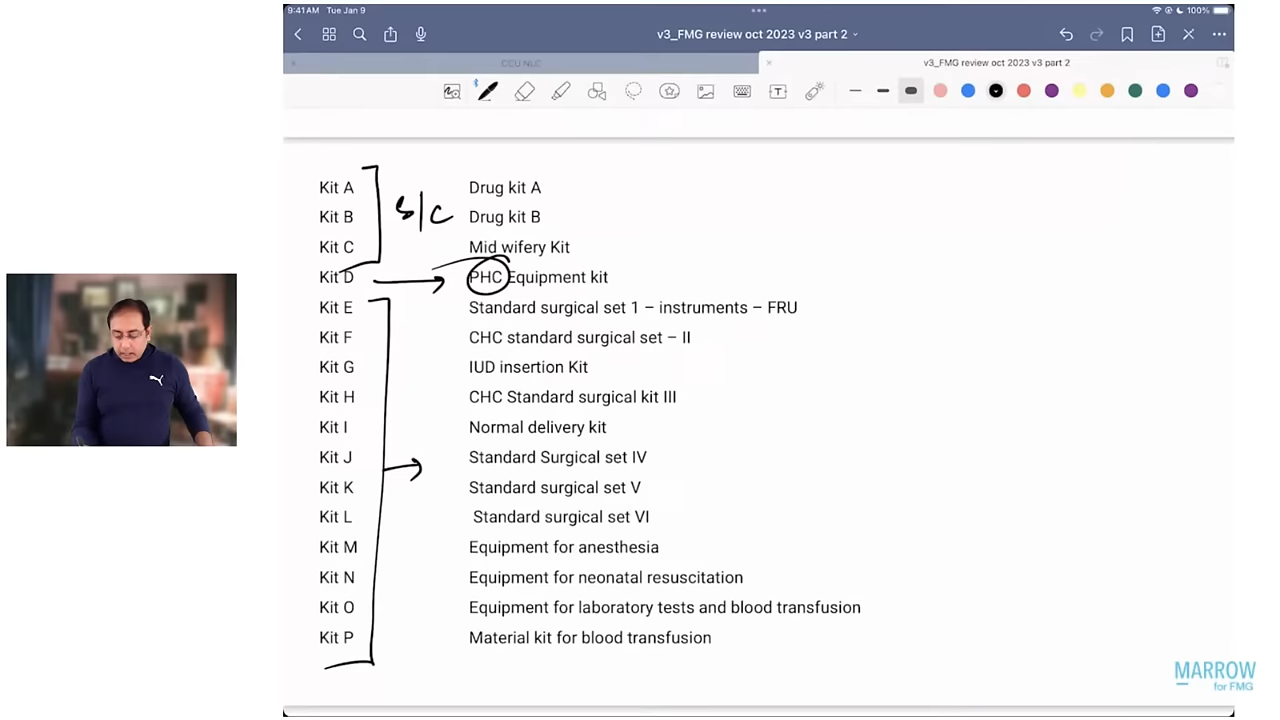 9:41AM Tue Jan 9
100%
v3_FMG review oct 2023 v3 part 2
CCU NLC
v3_FMG review oct 2023 v3 part 2
Kit A Drug kit A
Kit B S/C Drug kit B
Kit C Mid wifery Kit
Kit D PHC Equipment kit
Kit E Standard surgical set 1 – instruments – FRU
Kit F CHC standard surgical set – II
Kit G IUD insertion Kit
Kit H CHC Standard surgical kit III
Kit I Normal delivery kit
Kit J Standard Surgical set IV
Kit K Standard surgical set V
Kit L Standard surgical set VI
Kit M Equipment for anesthesia
Kit N Equipment for neonatal resuscitation
Kit O Equipment for laboratory tests and blood transfusion
Kit P Material kit for blood transfusion
MARROW
for FMG